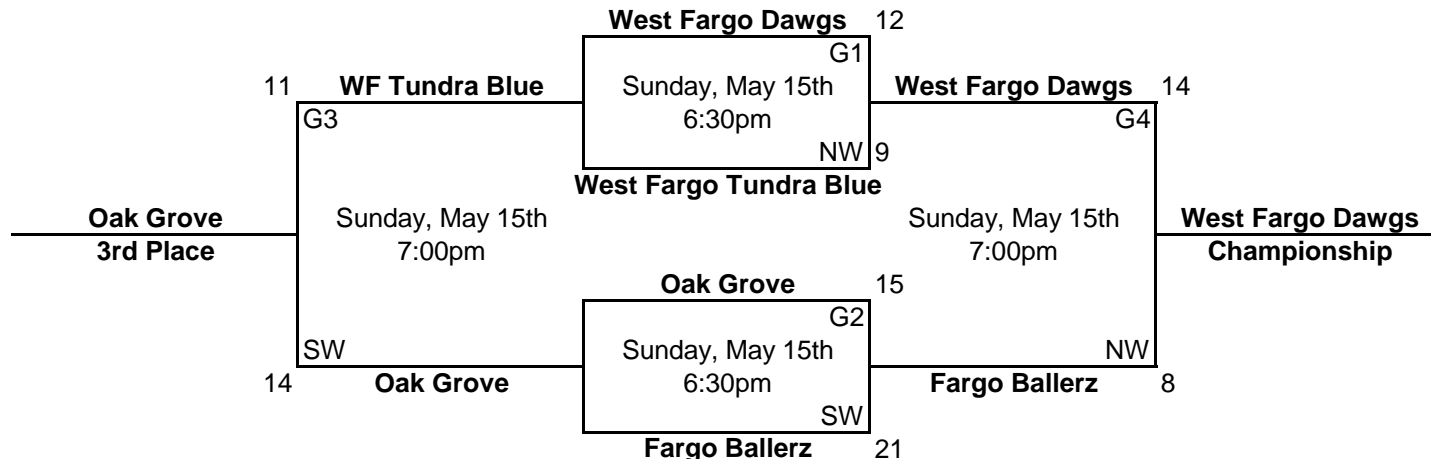 West Fargo Dawgs 12
G1
11 WF Tundra Blue Sunday, May 15th West Fargo Dawgs 14
G3 6:30pm G4
NW 9
West Fargo Tundra Blue
Oak Grove Sunday, May 15th Sunday, May 15th West Fargo Dawgs
3rd Place 7:00pm 7:00pm Championship
Oak Grove 15
G2
SW Sunday, May 15th NW
14 Oak Grove 6:30pm Fargo Ballerz 8
SW
Fargo Ballerz 21